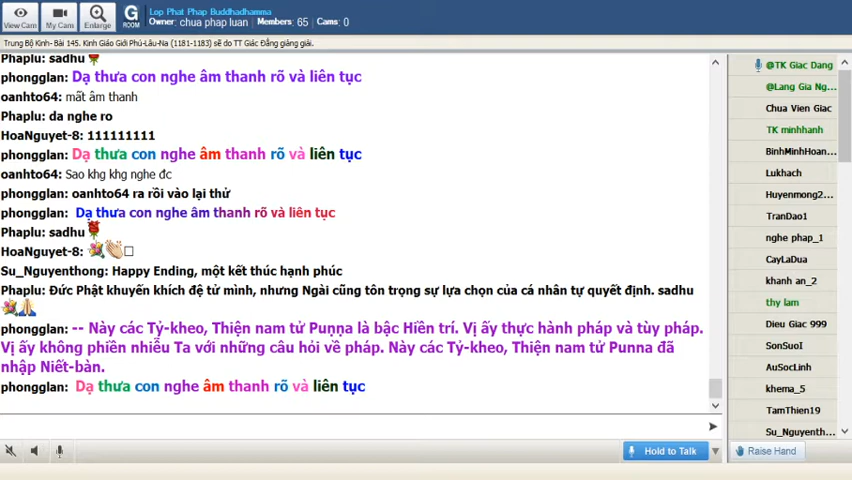 View Cam
My Cam
Enlarge
G
ROOM
Lop Phat Phap Buddhadhamma
Owner: chua phap luan
Members: 65
Cams: 0
Trung Bộ Kinh- Bài 145. Kinh Giáo Giới Phú-Lâu-Na (1181-1183) sẽ do TT Giác Đẳng giảng giải.
Phaplu: sadhu
phongglan: Dạ thưa con nghe âm thanh rõ và liên tục
oanhto64: mất âm thanh
Phaplu: da nghe ro
HoaNguyet-8: 111111111
phongglan: Dạ thưa con nghe âm thanh rõ và liên tục
oanhto64: Sao khg khg nghe đc
phongglan: oanhto64 ra rồi vào lại thử
phongglan: Dạ thưa con nghe âm thanh rõ và liên tục
Phaplu: sadhu
HoaNguyet-8:
Su_Nguyenthong: Happy Ending, một kết thúc hạnh phúc
Phaplu: Đức Phật khuyến khích đệ tử mình, nhưng Ngài cũng tôn trọng sự lựa chọn của cá nhân tự quyết định. sadhu
phongglan: -- Này các Tỷ-kheo, Thiện nam tử Puṇṇa là bậc Hiền trí. Vị ấy thực hành pháp và tùy pháp.
Vị ấy không phiền nhiễu Ta với những câu hỏi về pháp. Này các Tỷ-kheo, Thiện nam tử Punna đã
nhập Niết-bàn.
phongglan: Dạ thưa con nghe âm thanh rõ và liên tục
Hold to Talk
@TK Giac Dang
@Lang Gia Ng...
Chua Vien Giac
TK minhhanh
BinhMinhHoan...
Lukhach
Huyenmong2...
TranDao1
nghe phap_1
CayLaDua
khanh an_2
thy lam
Dieu Giac 999
SonSuoI
AuSocLinh
khema_5
TamThien19
Su_Nguyenth...
Raise Hand